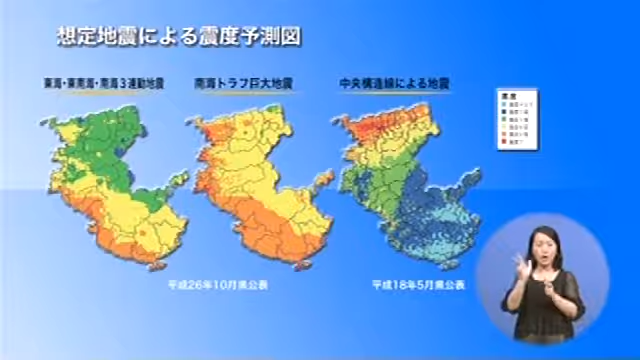 想定地震による震度予測図
東海・東南海・南海3連動地震
南海トラフ巨大地震
中央構造線による地震
震度
平成26年10月県公表
平成18年5月県公表